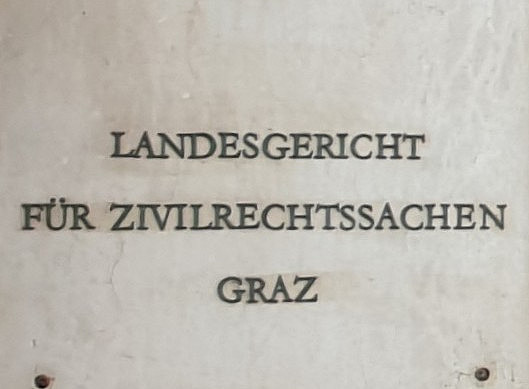 LANDESGERICHT
FÜR ZIVILRECHTSSACHEN
GRAZ